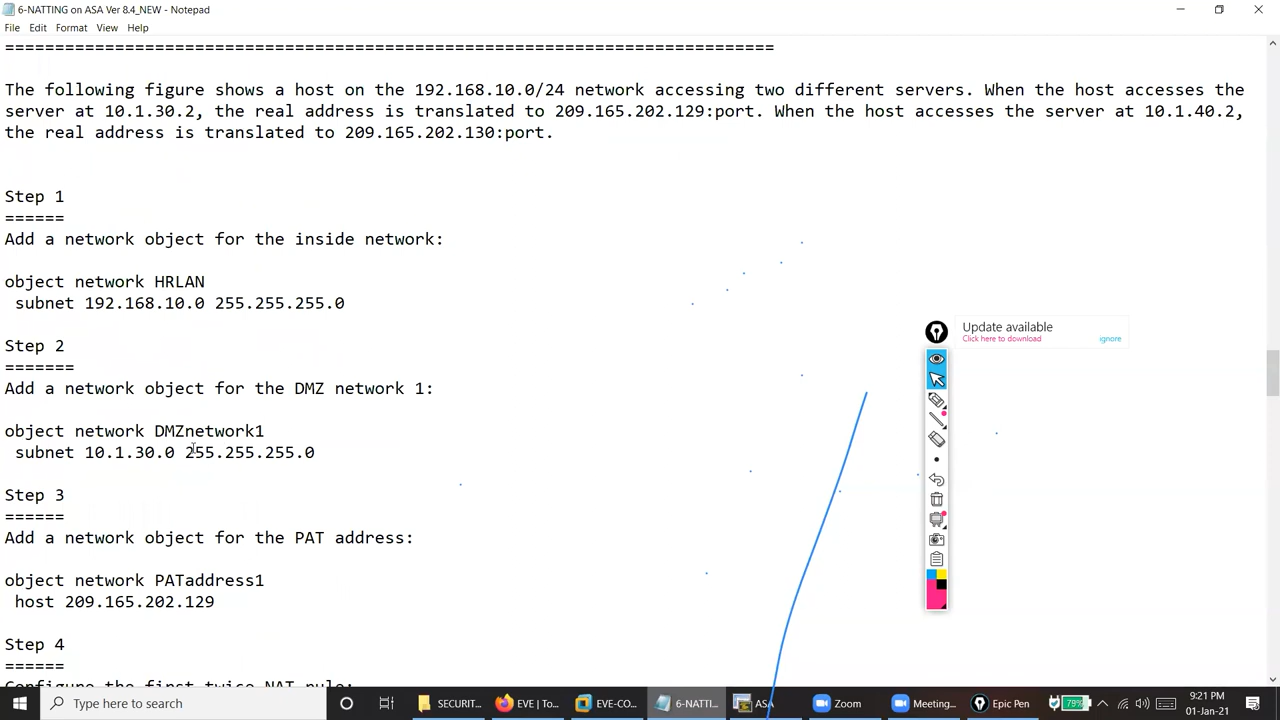 6-NATTING on ASA Ver 8.4_NEW - Notepad
File Edit Format View Help
=============================================================================
The following figure shows a host on the 192.168.10.0/24 network accessing two different servers. When the host accesses the
server at 10.1.30.2, the real address is translated to 209.165.202.129:port. When the host accesses the server at 10.1.40.2,
the real address is translated to 209.165.202.130:port.
Step 1
======
Add a network object for the inside network:
object network HRLAN
subnet 192.168.10.0 255.255.255.0
Step 2
=======
Add a network object for the DMZ network 1:
object network DMZnetwork1
subnet 10.1.30.0 255.255.255.0
Step 3
======
Add a network object for the PAT address:
object network PATaddress1
host 209.165.202.129
Step 4
======
Configure the first twice NAT rule:
Update available
Click here to download ignore
Type here to search
SECURIT...
EVE | To...
EVE-CO...
6-NATTI...
ASA
Zoom
Meeting...
Epic Pen
79%
9:21 PM
01-Jan-21